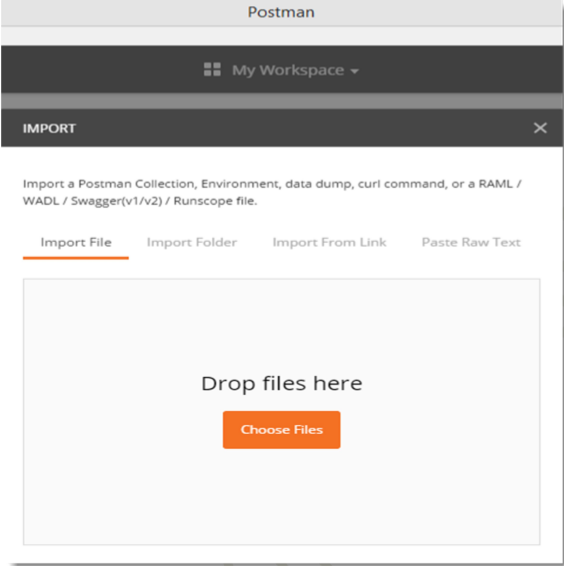 Postman
My Workspace
IMPORT
Import a Postman Collection, Environment, data dump, curl command, or a RAML /
WADL / Swagger(v1/v2) / Runscope file.
Import File Import Folder Import From Link Paste Raw Text
Drop files here
Choose Files